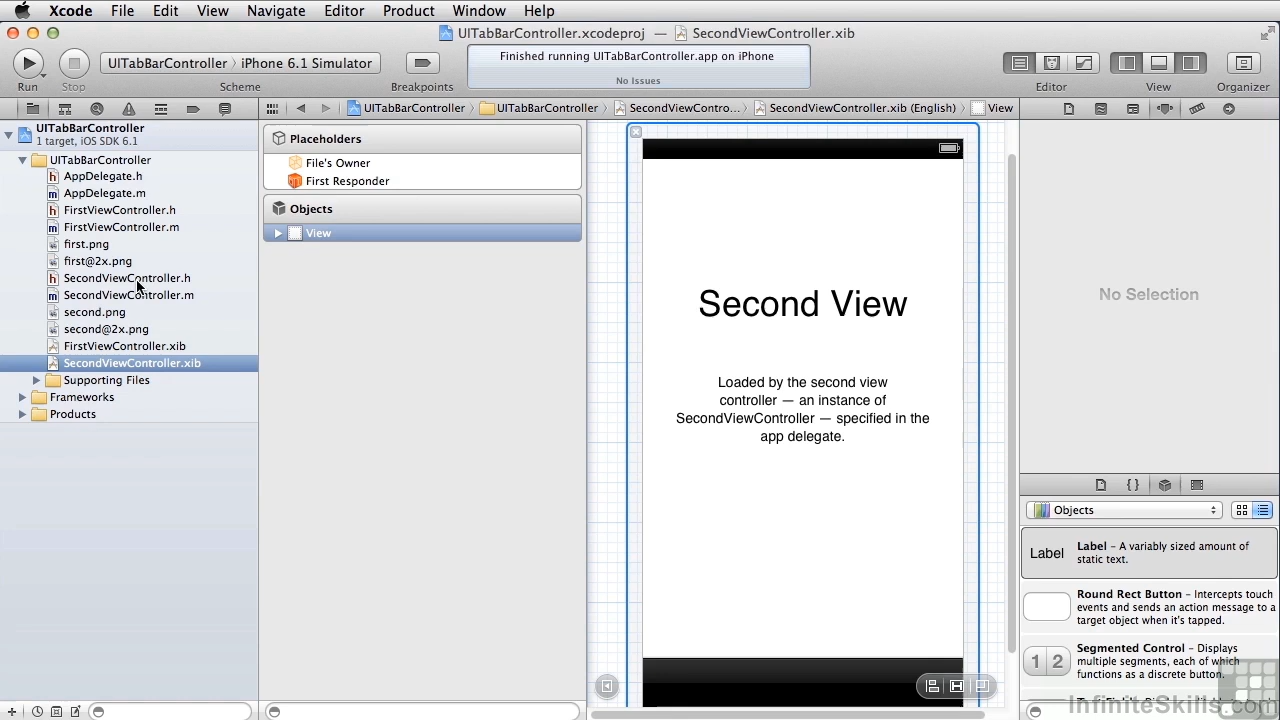 Xcode File Edit View Navigate Editor Product Window Help
UITabBarController.xcodeproj — SecondViewController.xib
UITabBarController iPhone 6.1 Simulator
Finished running UITabBarController.app on iPhone
No Issues
Run Stop Scheme Breakpoints Editor View Organizer
UITabBarController UITabBarController SecondViewContro... SecondViewController.xib (English) View
UITabBarController
1 target, iOS SDK 6.1
UITabBarController
AppDelegate.h
AppDelegate.m
FirstViewController.h
FirstViewController.m
first.png
first@2x.png
SecondViewController.h
SecondViewController.m
second.png
second@2x.png
FirstViewController.xib
SecondViewController.xib
Supporting Files
Frameworks
Products
Placeholders
File's Owner
First Responder
Objects
View
Second View
Loaded by the second view
controller — an instance of
SecondViewController — specified in the
app delegate.
No Selection
Objects
Label
Label – A variably sized amount of
static text.
Round Rect Button – Intercepts touch
events and sends an action message to a
target object when it's tapped.
1 2
Segmented Control – Displays
multiple segments, each of which
functions as a discrete button.
InfiniteSkills.com